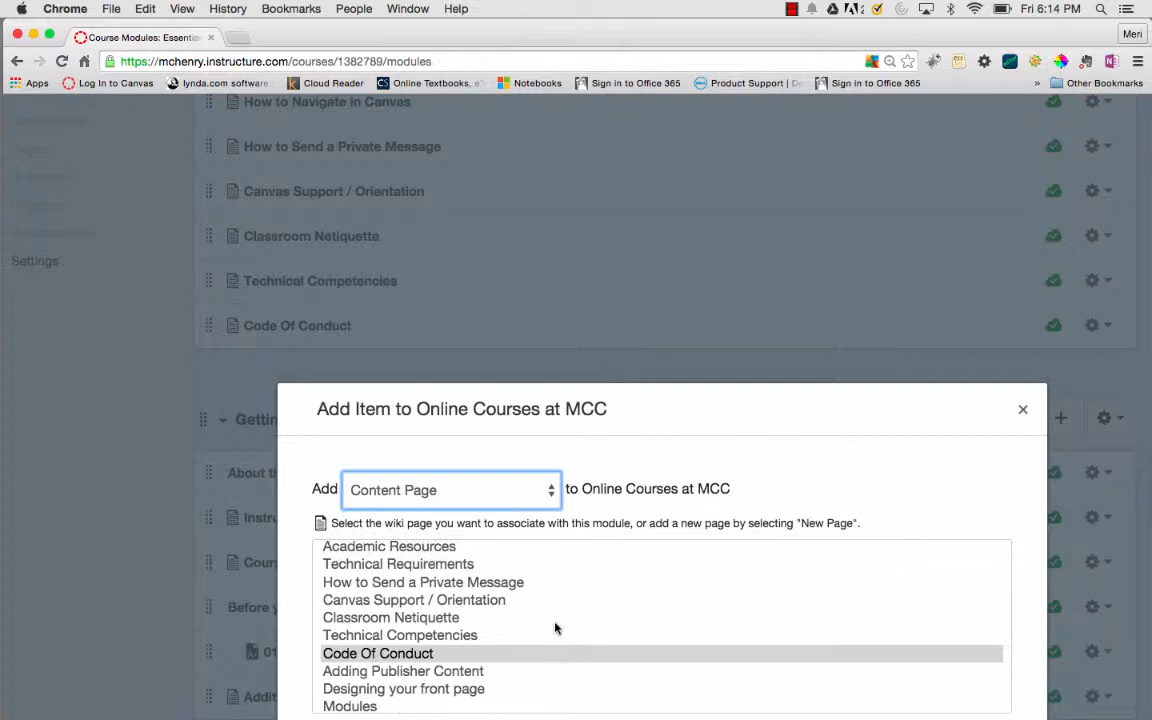 Chrome File Edit View History Bookmarks People Window Help Fri 6:14 PM
Course Modules: Essentia × Meri
https://mchenry.instructure.com/courses/1382789/modules
Apps Log In to Canvas lynda.com software Cloud Reader Online Textbooks, eT Notebooks Sign in to Office 365 Product Support | De Sign in to Office 365 » Other Bookmarks
How to Navigate in Canvas
How to Send a Private Message
Canvas Support / Orientation
Classroom Netiquette
Settings
Technical Competencies
Code Of Conduct
Add Item to Online Courses at MCC ×
Gettin
About th
Add Content Page to Online Courses at MCC
Instru
Select the wiki page you want to associate with this module, or add a new page by selecting "New Page".
Academic Resources
Cour
Technical Requirements
How to Send a Private Message
Canvas Support / Orientation
Before y
Classroom Netiquette
Technical Competencies
01
Code Of Conduct
Adding Publisher Content
Designing your front page
Addit
Modules